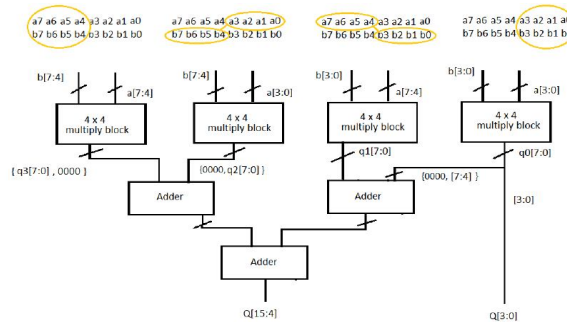 a7 a6 a5 a4 a3 a2 a1 a0
b7 b6 b5 b4 b3 b2 b1 b0
a7 a6 a5 a4 a3 a2 a1 a0
b7 b6 b5 b4 b3 b2 b1 b0
a7 a6 a5 a4 a3 a2 a1 a0
b7 b6 b5 b4 b3 b2 b1 b0
a7 a6 a5 a4 a3 a2 a1 a0
b7 b6 b5 b4 b3 b2 b1 b0
b[7:4]
a[7:4]
b[7:4]
a[3:0]
b[3:0]
a[7:4]
b[3:0]
a[3:0]
4 x 4
multiply block
4 x 4
multiply block
4 x 4
multiply block
4 x 4
multiply block
{ q3[7:0] , 0000 }
{0000, q2[7:0] }
q1[7:0]
q0[7:0]
{0000, [7:4] }
Adder
Adder
[3:0]
Adder
Q[15:4]
Q[3:0]